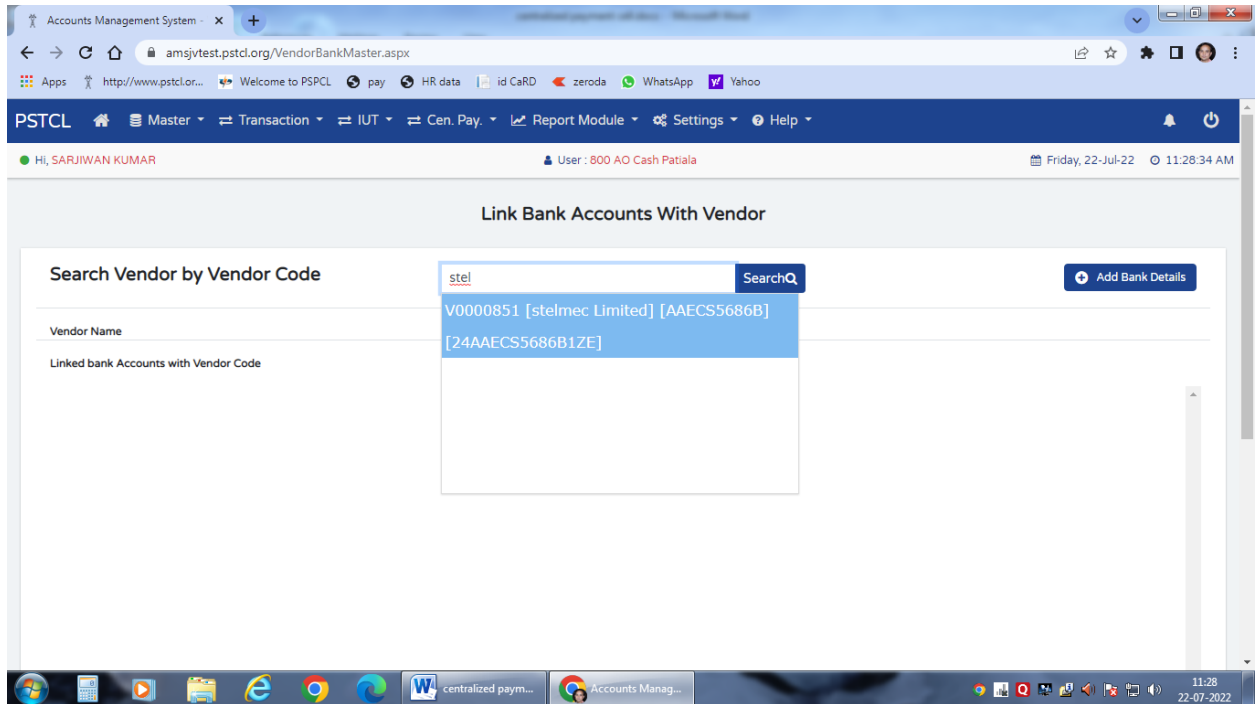 Accounts Management System -
amsjvtest.pstcl.org/VendorBankMaster.aspx
Apps http://www.pstcl.or... Welcome to PSPCL pay HR data id CaRD zeroda WhatsApp Yahoo
PSTCL Master Transaction IUT Cen. Pay. Report Module Settings Help
Hi, SARJIWAN KUMAR User : 800 AO Cash Patiala Friday, 22-Jul-22 11:28:34 AM
Link Bank Accounts With Vendor
Search Vendor by Vendor Code stel Search Add Bank Details
V0000851 [stelmec Limited] [AAECS5686B]
[24AAECS5686B1ZE]
Vendor Name
Linked bank Accounts with Vendor Code
centralized paym... Accounts Manag...
11:28
22-07-2022